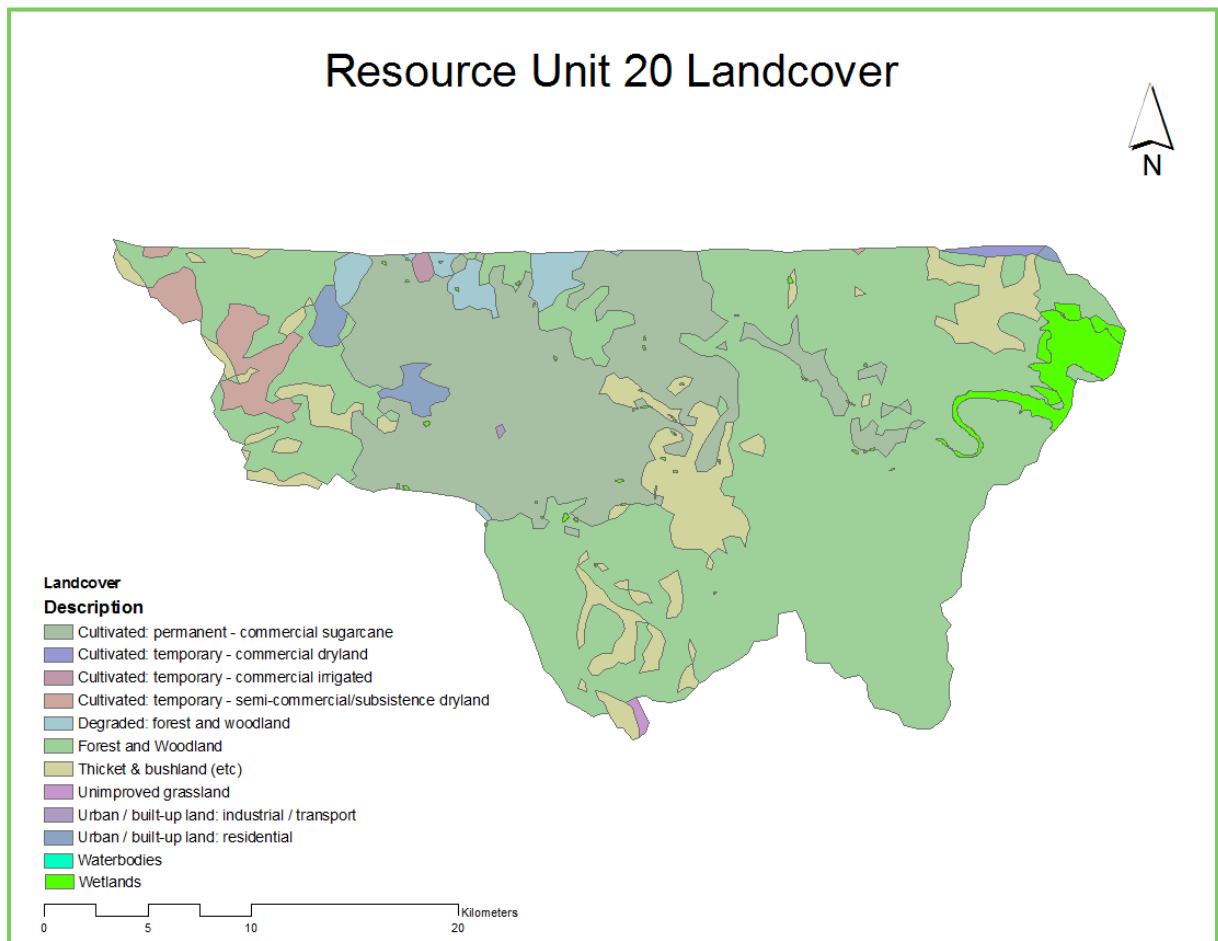 Resource Unit 20 Landcover
N
Landcover
Description
Cultivated: permanent - commercial sugarcane
Cultivated: temporary - commercial dryland
Cultivated: temporary - commercial irrigated
Cultivated: temporary - semi-commercial/subsistence dryland
Degraded: forest and woodland
Forest and Woodland
Thicket & bushland (etc)
Unimproved grassland
Urban / built-up land: industrial / transport
Urban / built-up land: residential
Waterbodies
Wetlands
Kilometers
0 5 10 20